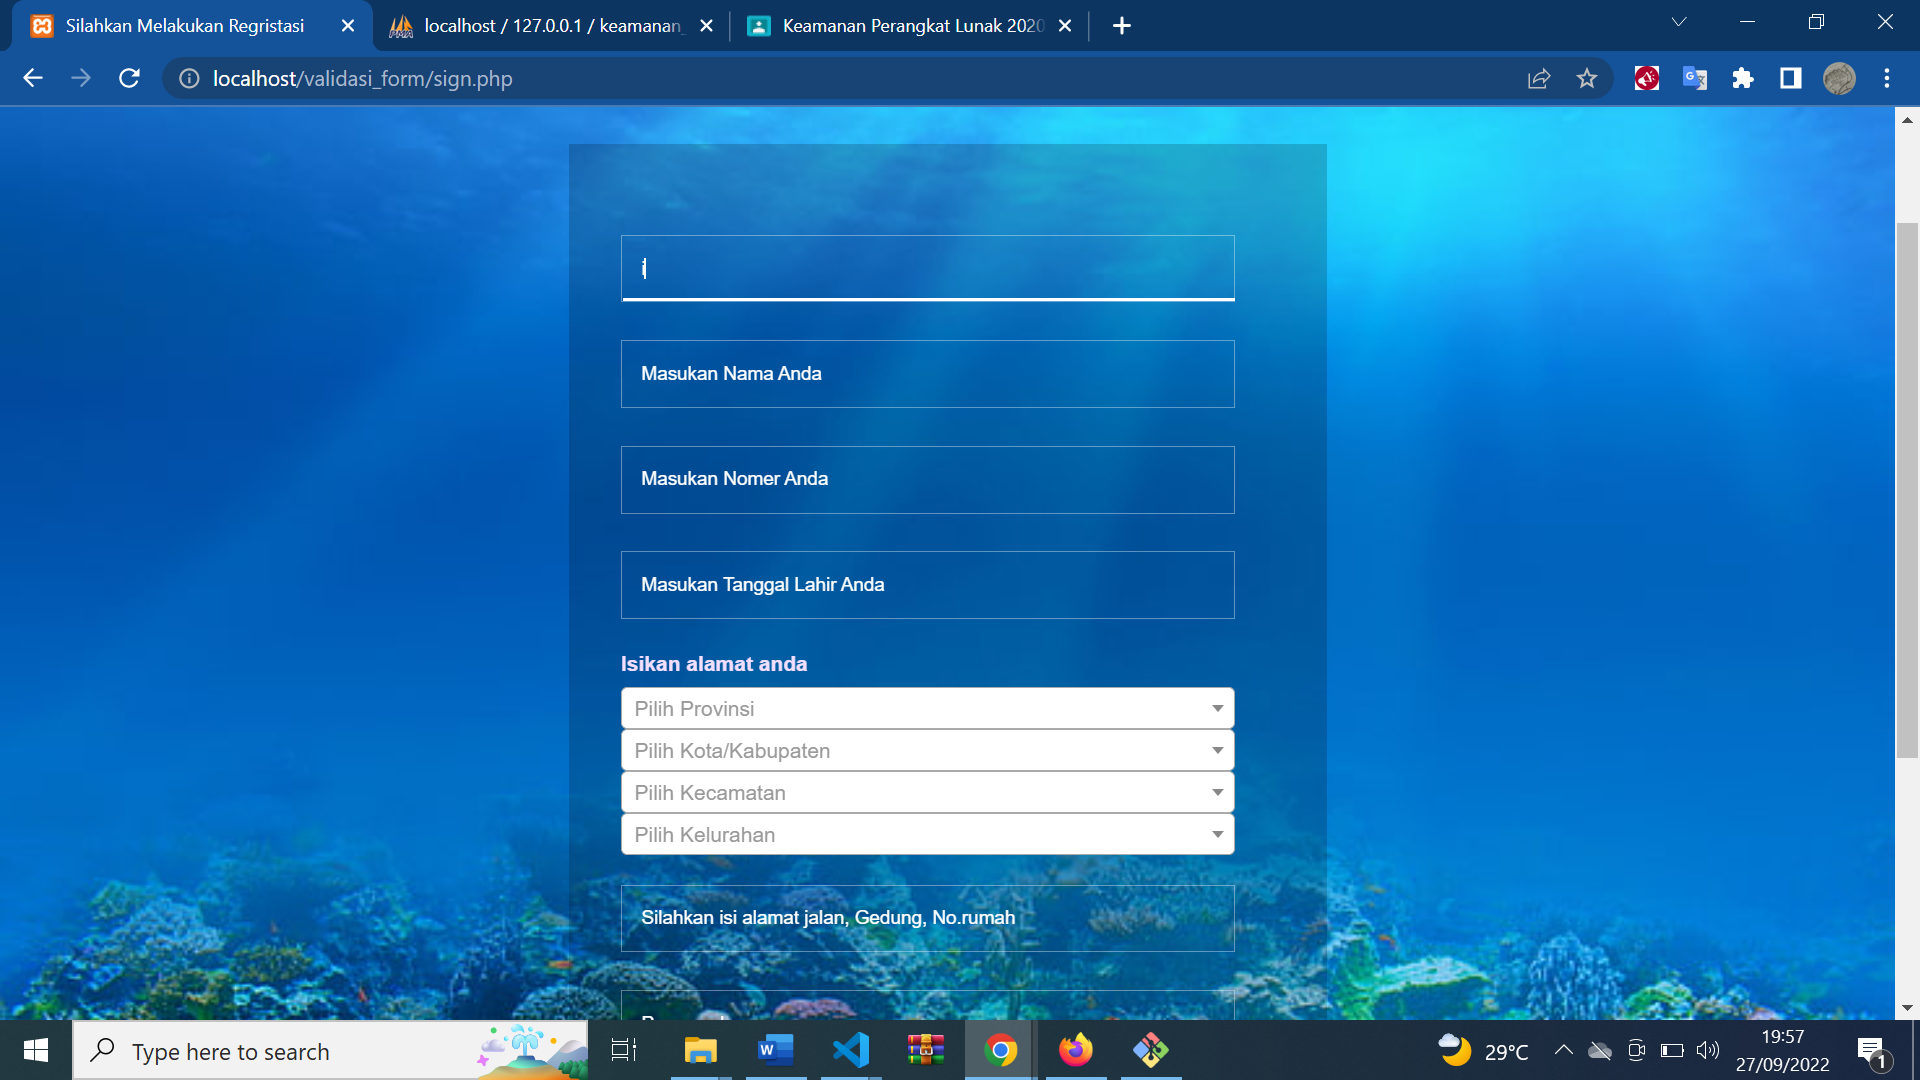 Silahkan Melakukan Regristasi
localhost / 127.0.0.1 / keamanan_
Keamanan Perangkat Lunak 2020
localhost/validasi_form/sign.php
i
Masukan Nama Anda
Masukan Nomer Anda
Masukan Tanggal Lahir Anda
Isikan alamat anda
Pilih Provinsi
Pilih Kota/Kabupaten
Pilih Kecamatan
Pilih Kelurahan
Silahkan isi alamat jalan, Gedung, No.rumah
Type here to search
29°C
19:57
27/09/2022
1